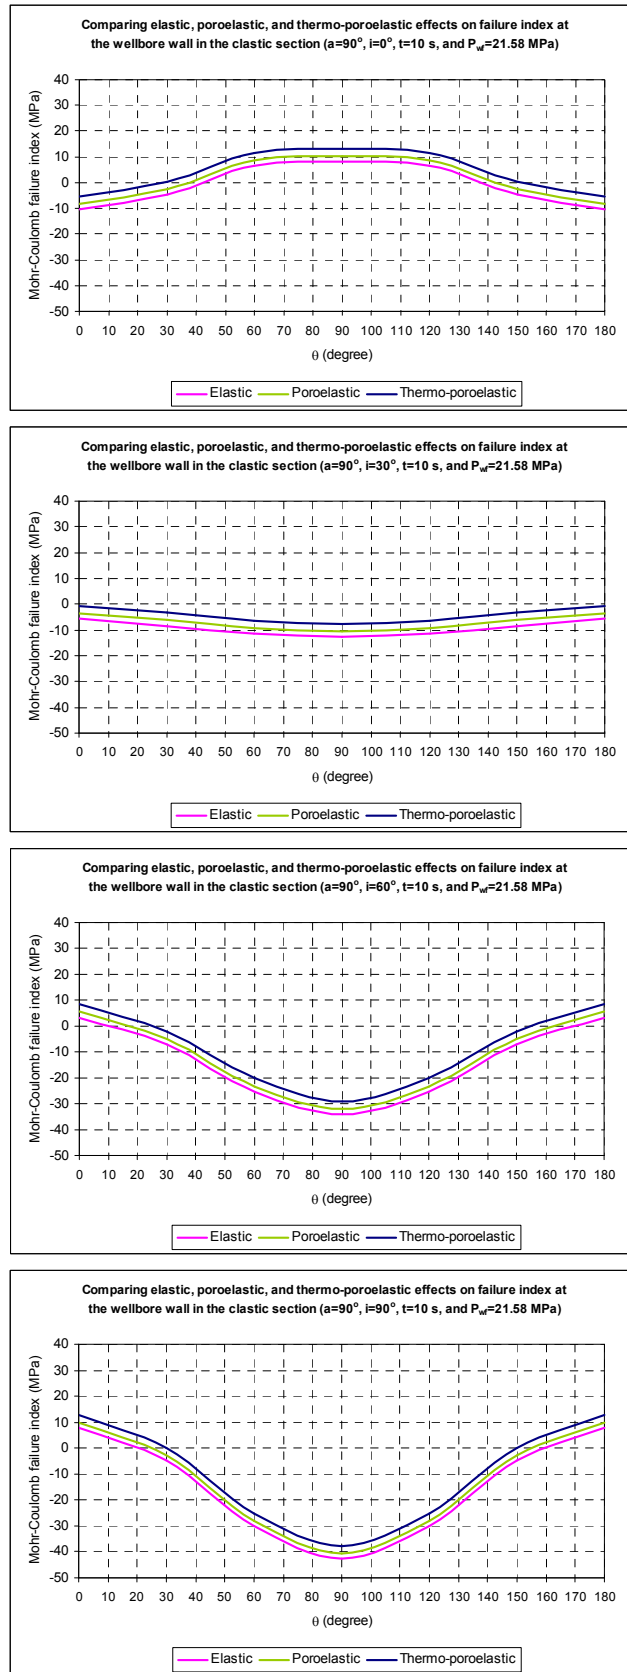 Comparing elastic, poroelastic, and thermo-poroelastic effects on failure index at
the wellbore wall in the clastic section (a=90°, i=0°, t=10 s, and Pwf=21.58 MPa)
Mohr-Coulomb failure index (MPa)
40
30
20
10
0
-10
-20
-30
-40
-50
0 10 20 30 40 50 60 70 80 90 100 110 120 130 140 150 160 170 180
θ (degree)
Elastic Poroelastic Thermo-poroelastic
Comparing elastic, poroelastic, and thermo-poroelastic effects on failure index at
the wellbore wall in the clastic section (a=90°, i=30°, t=10 s, and Pwf=21.58 MPa)
Mohr-Coulomb failure index (MPa)
40
30
20
10
0
-10
-20
-30
-40
-50
0 10 20 30 40 50 60 70 80 90 100 110 120 130 140 150 160 170 180
θ (degree)
Elastic Poroelastic Thermo-poroelastic
Comparing elastic, poroelastic, and thermo-poroelastic effects on failure index at
the wellbore wall in the clastic section (a=90°, i=60°, t=10 s, and Pwf=21.58 MPa)
Mohr-Coulomb failure index (MPa)
40
30
20
10
0
-10
-20
-30
-40
-50
0 10 20 30 40 50 60 70 80 90 100 110 120 130 140 150 160 170 180
θ (degree)
Elastic Poroelastic Thermo-poroelastic
Comparing elastic, poroelastic, and thermo-poroelastic effects on failure index at
the wellbore wall in the clastic section (a=90°, i=90°, t=10 s, and Pwf=21.58 MPa)
Mohr-Coulomb failure index (MPa)
40
30
20
10
0
-10
-20
-30
-40
-50
0 10 20 30 40 50 60 70 80 90 100 110 120 130 140 150 160 170 180
θ (degree)
Elastic Poroelastic Thermo-poroelastic